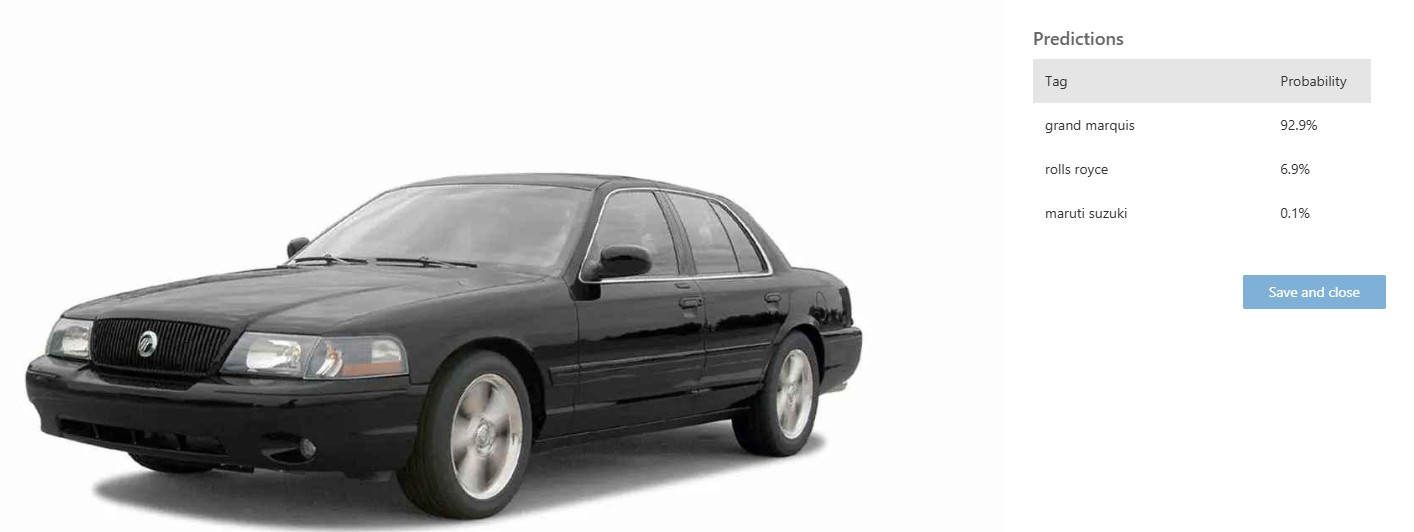 Predictions
Tag Probability
grand marquis 92.9%
rolls royce 6.9%
maruti suzuki 0.1%
Save and close